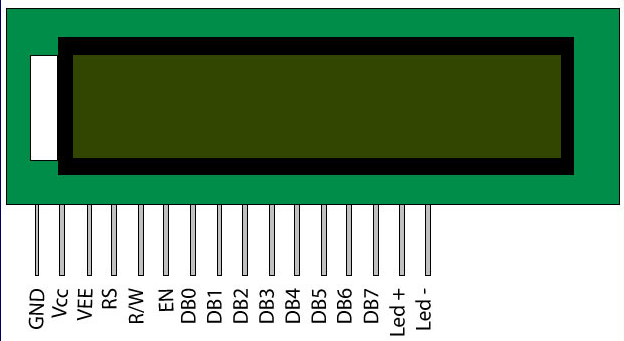 GND
Vcc
VEE
RS
R/W
EN
DB0
DB1
DB2
DB3
DB4
DB5
DB6
DB7
Led +
Led -